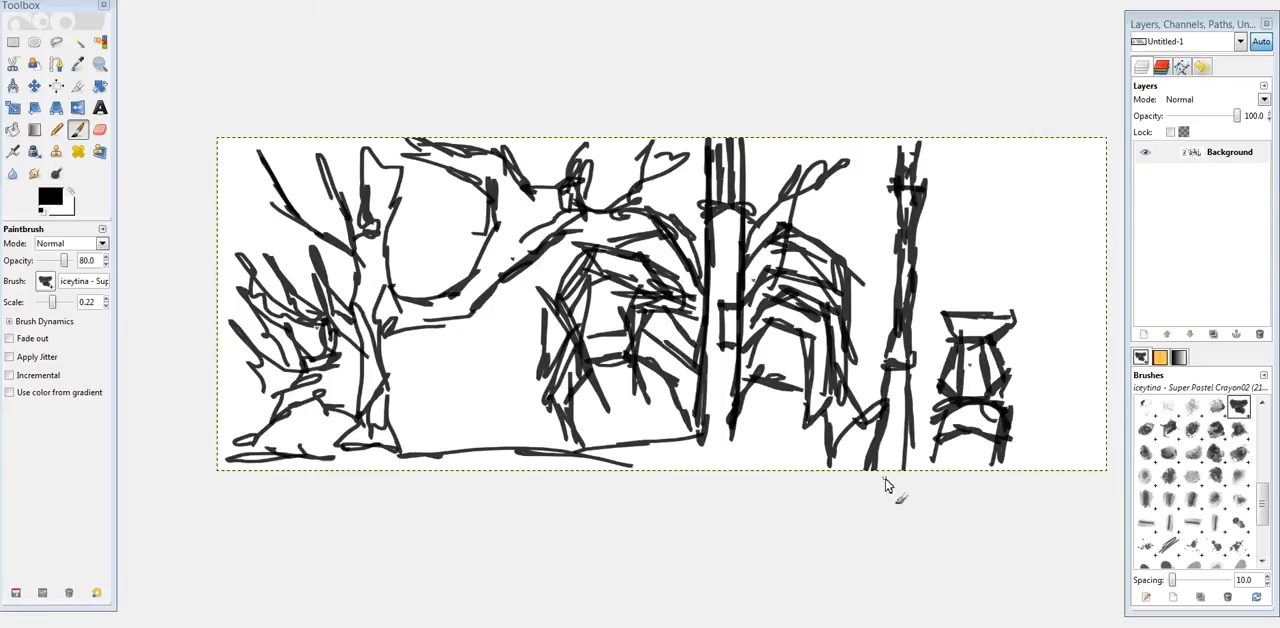 Toolbox
Paintbrush
Mode: Normal
Opacity: 80.0
Brush: iceytina - Sup
Scale: 0.22
Brush Dynamics
Fade out
Apply Jitter
Incremental
Use color from gradient
Layers, Channels, Paths, Un...
Untitled-1
Auto
Layers
Mode: Normal
Opacity: 100.0
Lock:
Background
Brushes
iceytina - Super Pastel Crayon02 (21...
Spacing: 10.0